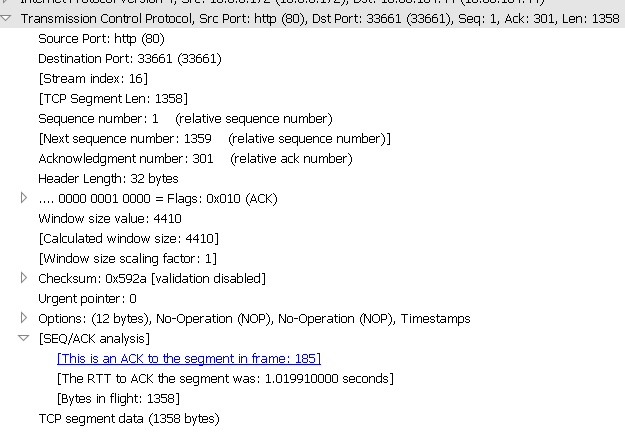 Transmission Control Protocol, Src Port: http (80), Dst Port: 33661 (33661), Seq: 1, Ack: 301, Len: 1358
Source Port: http (80)
Destination Port: 33661 (33661)
[Stream index: 16]
[TCP Segment Len: 1358]
Sequence number: 1 (relative sequence number)
[Next sequence number: 1359 (relative sequence number)]
Acknowledgment number: 301 (relative ack number)
Header Length: 32 bytes
.... 0000 0001 0000 = Flags: 0x010 (ACK)
Window size value: 4410
[Calculated window size: 4410]
[Window size scaling factor: 1]
Checksum: 0x592a [validation disabled]
Urgent pointer: 0
Options: (12 bytes), No-Operation (NOP), No-Operation (NOP), Timestamps
[SEQ/ACK analysis]
[This is an ACK to the segment in frame: 185]
[The RTT to ACK the segment was: 1.019910000 seconds]
[Bytes in flight: 1358]
TCP segment data (1358 bytes)